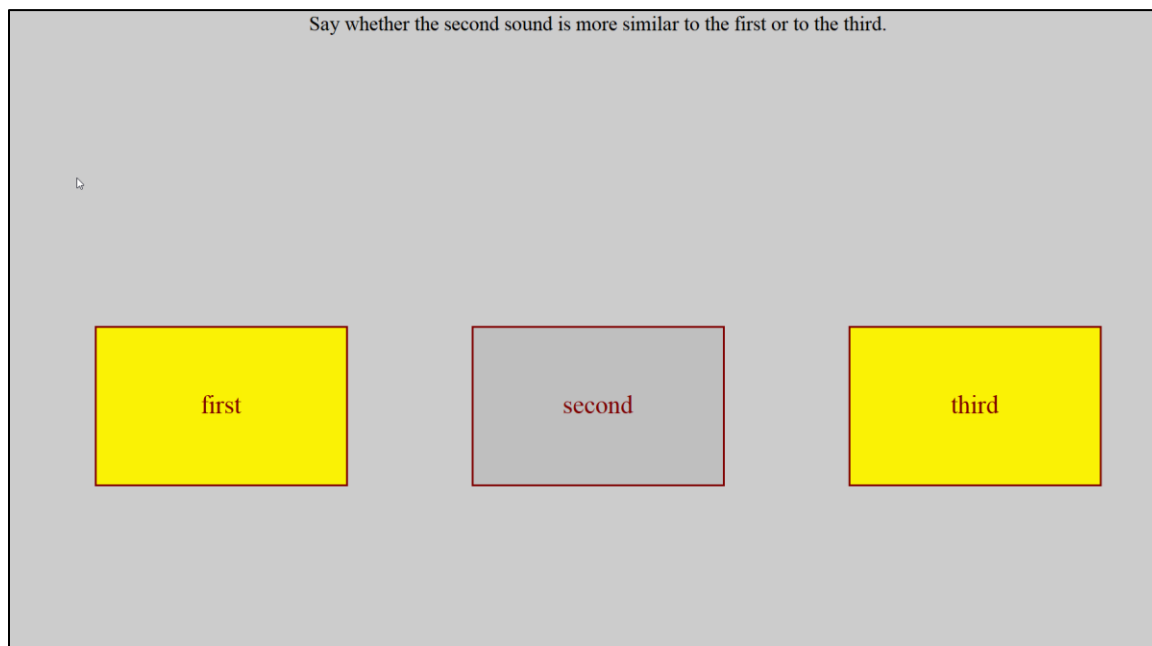 Say whether the second sound is more similar to the first or to the third.
first
second
third